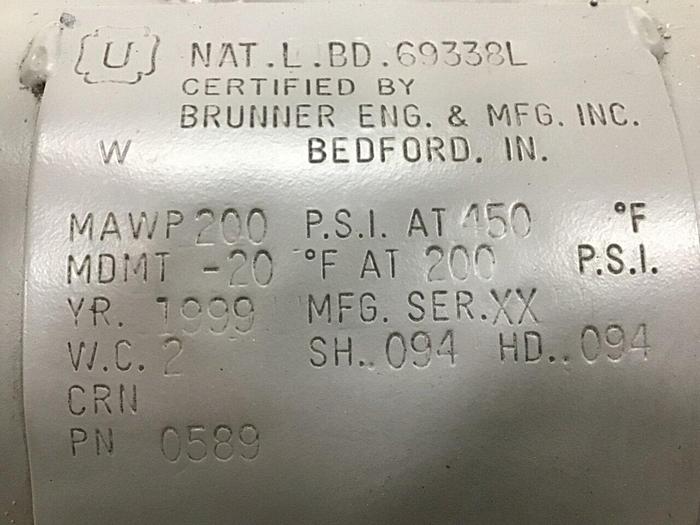 U NAT.L.BD.69338L
CERTIFIED BY
BRUNNER ENG. & MFG. INC.
W BEDFORD. IN.
MAWP 200 P.S.I. AT 450 °F
MDMT -20 °F AT 200 P.S.I.
YR. 1999 MFG. SER.XX
W.C. 2 SH..094 HD..094
CRN
PN 0589